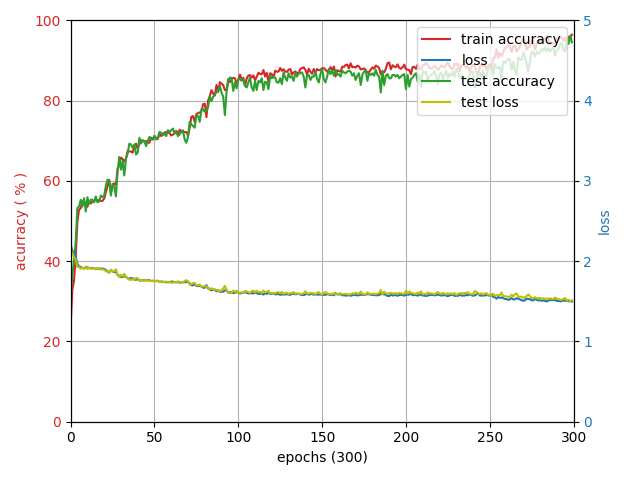 100
80
60
40
20
0
acurracy ( % )
0
50
100
150
200
250
300
epochs (300)
5
4
3
2
1
0
loss
train accuracy
loss
test accuracy
test loss